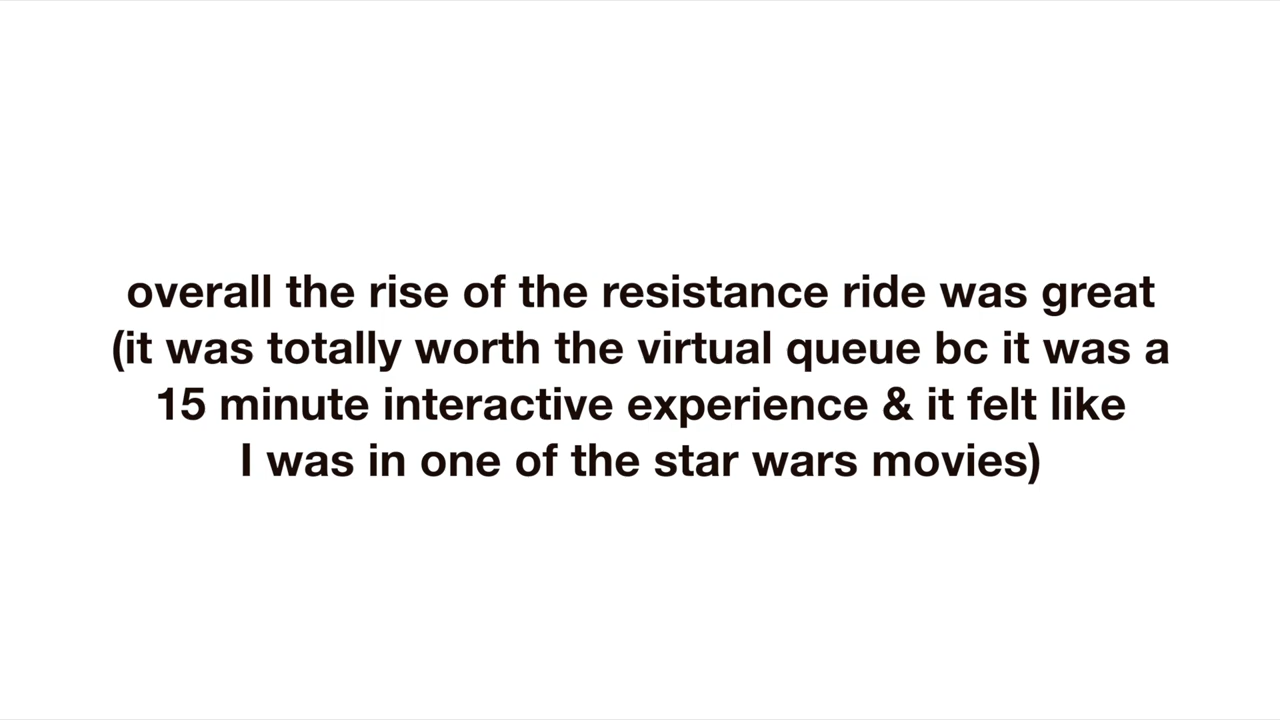 overall the rise of the resistance ride was great
(it was totally worth the virtual queue bc it was a
15 minute interactive experience & it felt like
I was in one of the star wars movies)